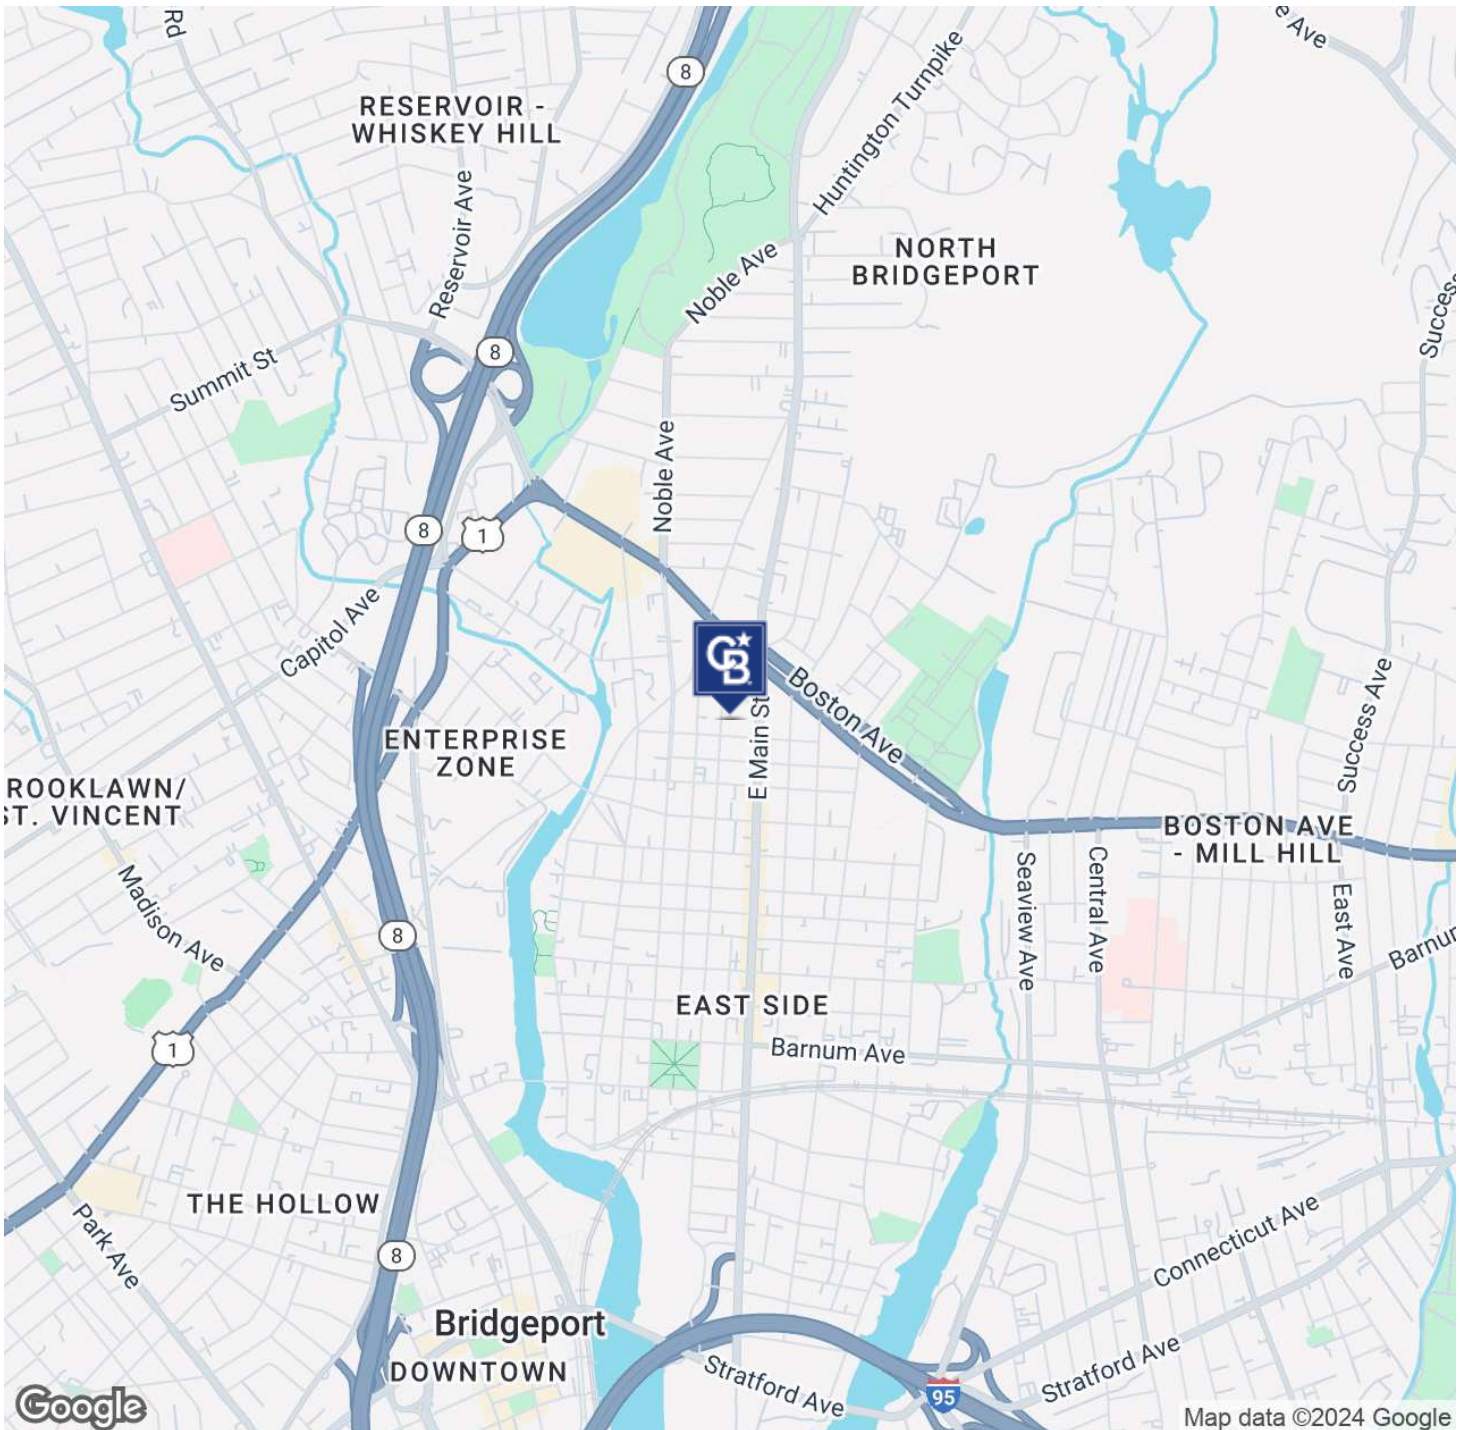 Rd
8
e Ave
RESERVOIR -
WHISKEY HILL
Huntington Turnpike
Reservoir Ave
Noble Ave
NORTH
BRIDGEPORT
Success
8
Summit St
Noble Ave
8
1
Capitol Ave
CB
Boston Ave
E Main St
ENTERPRISE
ZONE
Success Ave
ROOKLAWN/
ST. VINCENT
BOSTON AVE
- MILL HILL
Madison Ave
Seaview Ave
Central Ave
East Ave
8
Barnum
EAST SIDE
1
Barnum Ave
THE HOLLOW
Park Ave
8
Connecticut Ave
Bridgeport
DOWNTOWN
Stratford Ave
95
Stratford Ave
Google
Map data ©2024 Google